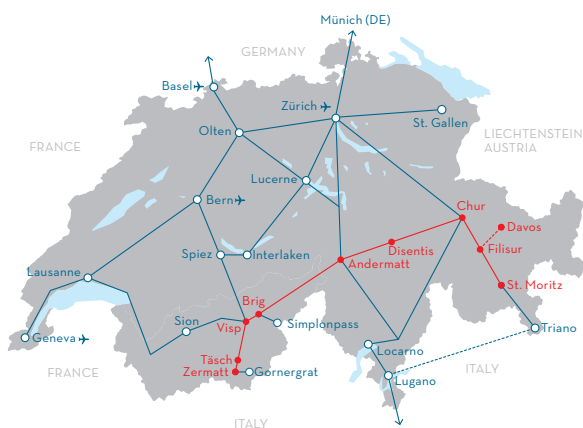 Münich (DE)
GERMANY
Basel
Zürich
Olten
St. Gallen
LIECHTENSTEIN
AUSTRIA
FRANCE
Lucerne
Bern
Chur
Davos
Disentis
Filisur
Spiez
Interlaken
Andermatt
Lausanne
St. Moritz
Brig
Sion
Visp
Simplonpass
Triano
Geneva
Locarno
Täsch
FRANCE
Zermatt
Gornergrat
ITALY
Lugano
ITALY